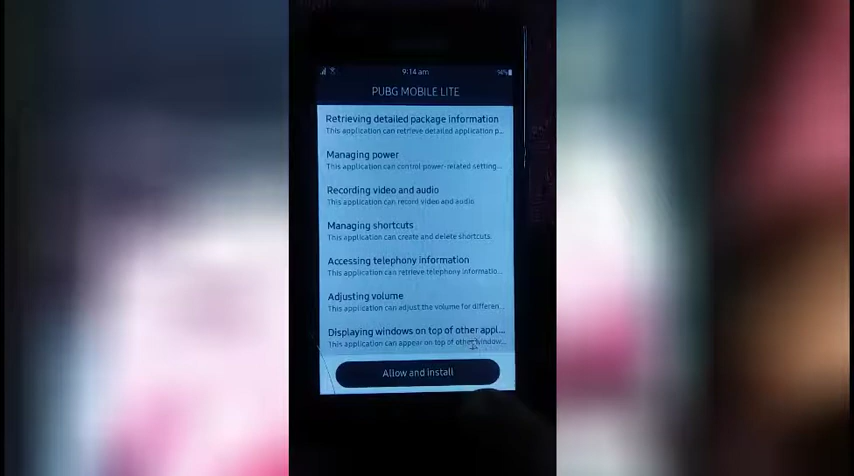 9:14 am 94%
PUBG MOBILE LITE
Retrieving detailed package information
This application can retrieve detailed application p...
Managing power
This application can control power-related setting...
Recording video and audio
This application can record video and audio
Managing shortcuts
This application can create and delete shortcuts.
Accessing telephony information
This application can retrieve telephony informatio...
Adjusting volume
This application can adjust the volume for differen...
Displaying windows on top of other appl...
This application can appear on top of other window...
Allow and install